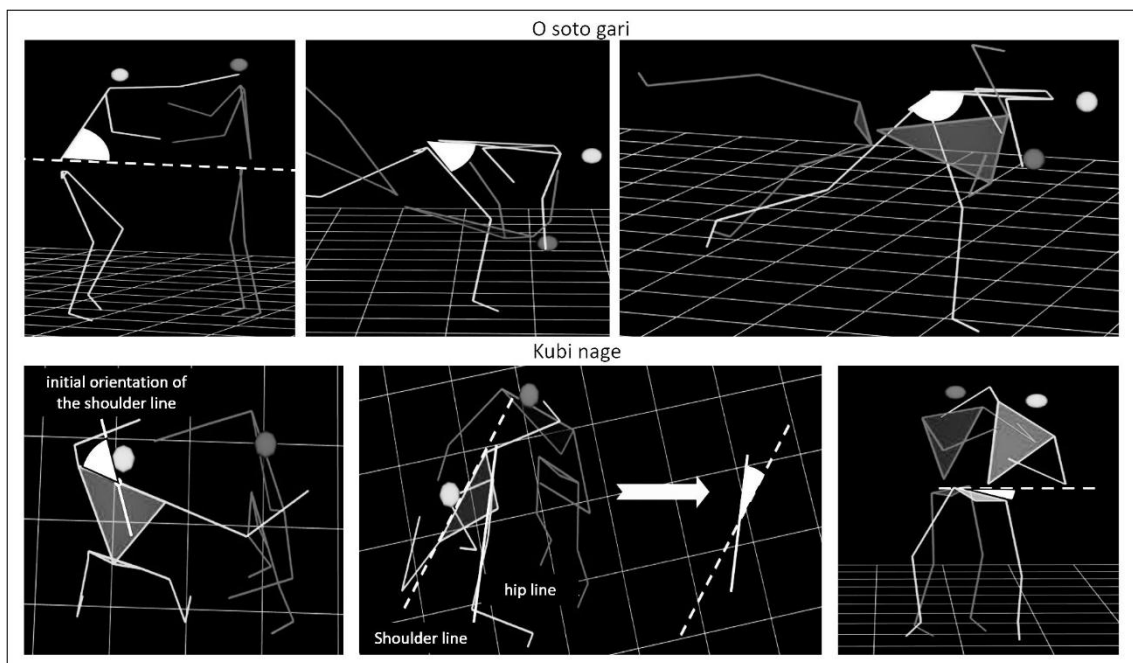 O soto gari
Kubi nage
initial orientation of
the shoulder line
hip line
Shoulder line